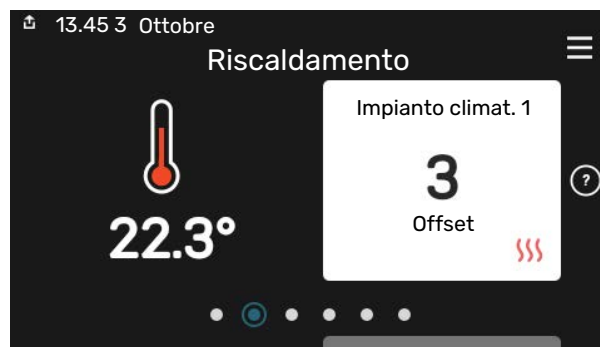 13.45 3 Ottobre
Riscaldamento
Impianto climat. 1
3
Offset
22.3°
?